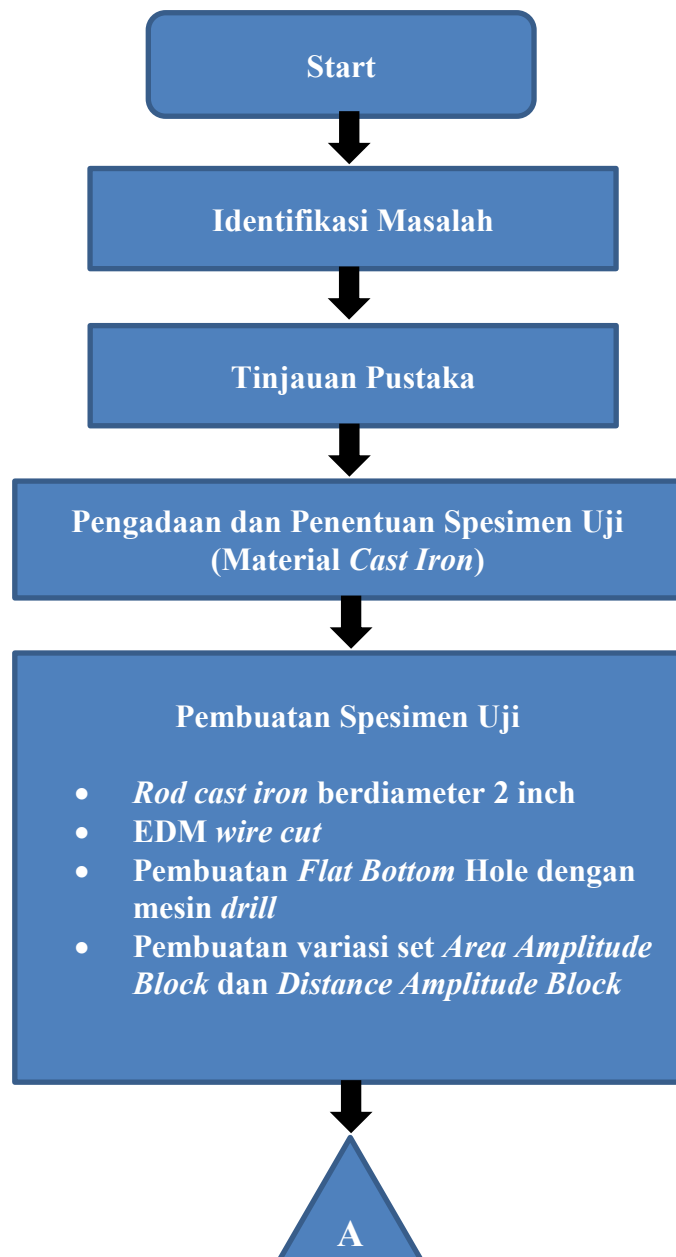 Start
Identifikasi Masalah
Tinjauan Pustaka
Pengadaan dan Penentuan Spesimen Uji
(Material Cast Iron)
Pembuatan Spesimen Uji
• Rod cast iron berdiameter 2 inch
• EDM wire cut
• Pembuatan Flat Bottom Hole dengan
mesin drill
• Pembuatan variasi set Area Amplitude
Block dan Distance Amplitude Block
A